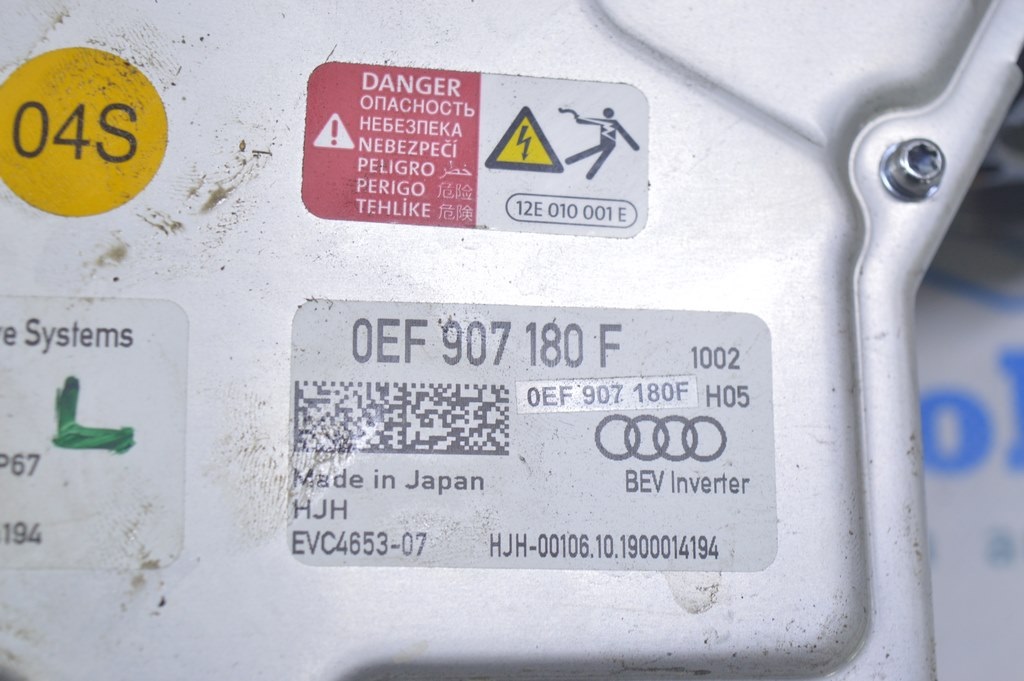 04S
DANGER
ОПАСНОСТЬ
НЕБЕЗПЕКА
NEBEZPEČÍ
PELIGRO خطر
PERIGO 危险
TEHLİKE 危険
12E 010 001 E
Systems
P67
194
0EF 907 180 F 1002
0EF 907 180F H05
Made in Japan
BEV Inverter
HJH
EVC4653-07 HJH-00106.10.1900014194